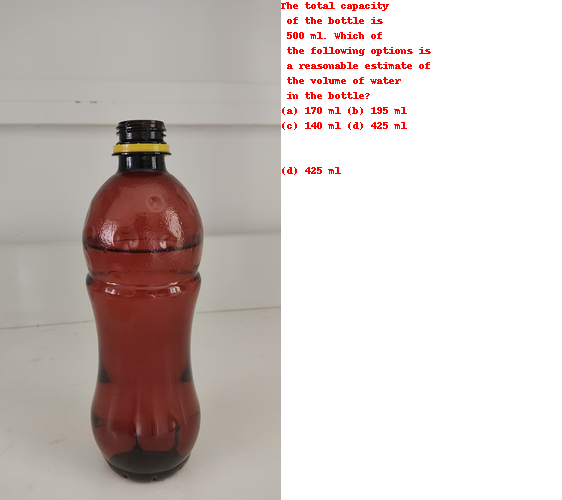 The total capacity
of the bottle is
500 ml. Which of
the following options is
a reasonable estimate of
the volume of water
in the bottle?
(a) 170 ml (b) 195 ml
(c) 140 ml (d) 425 ml
(d) 425 ml